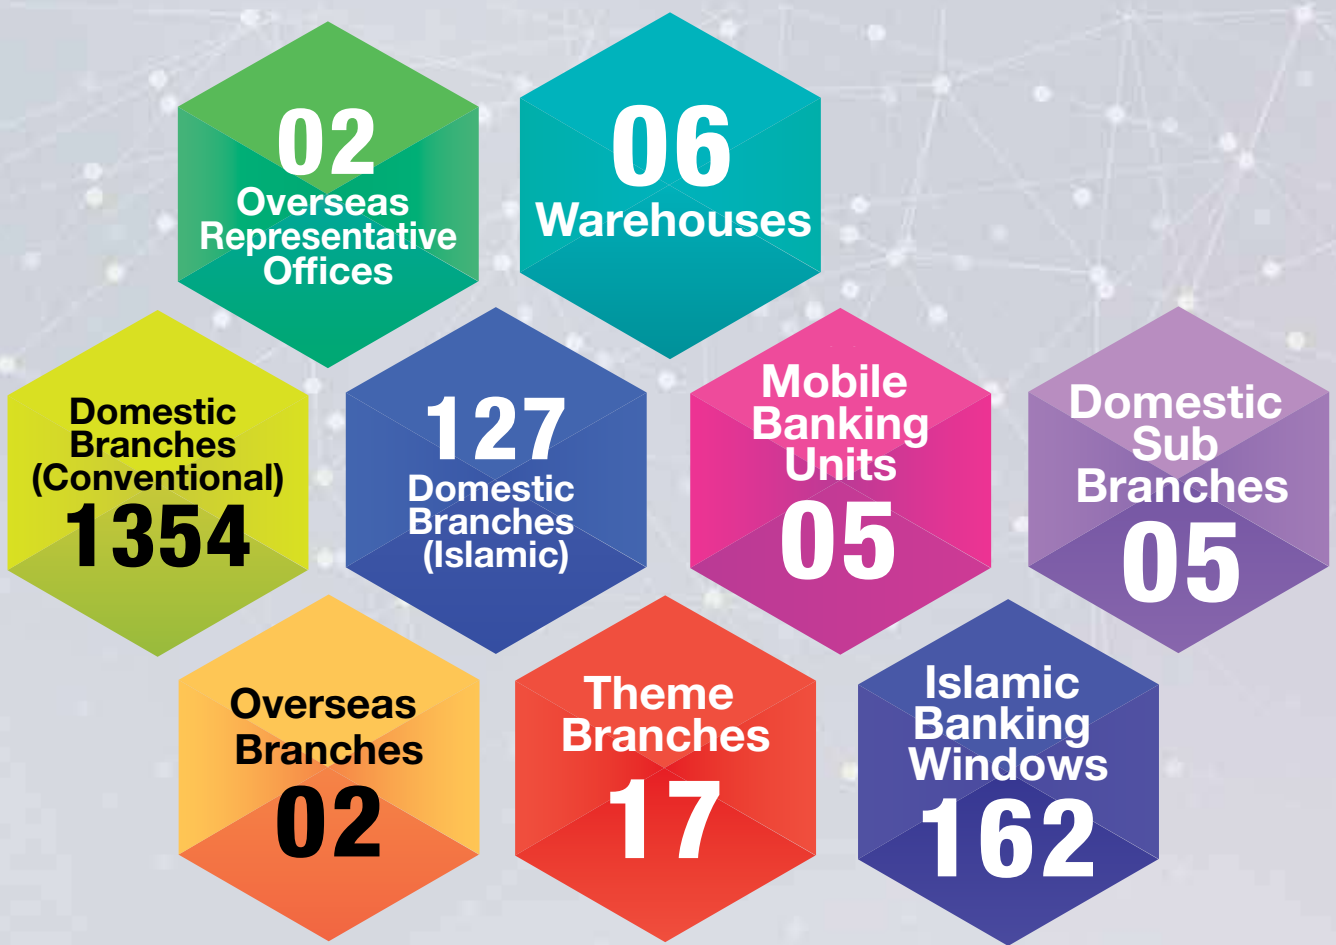 02
Overseas
Representative
Offices
06
Warehouses
Domestic
Branches
(Conventional)
1354
127
Domestic
Branches
(Islamic)
Mobile
Banking
Units
05
Domestic
Sub
Branches
05
Overseas
Branches
02
Theme
Branches
17
Islamic
Banking
Windows
162